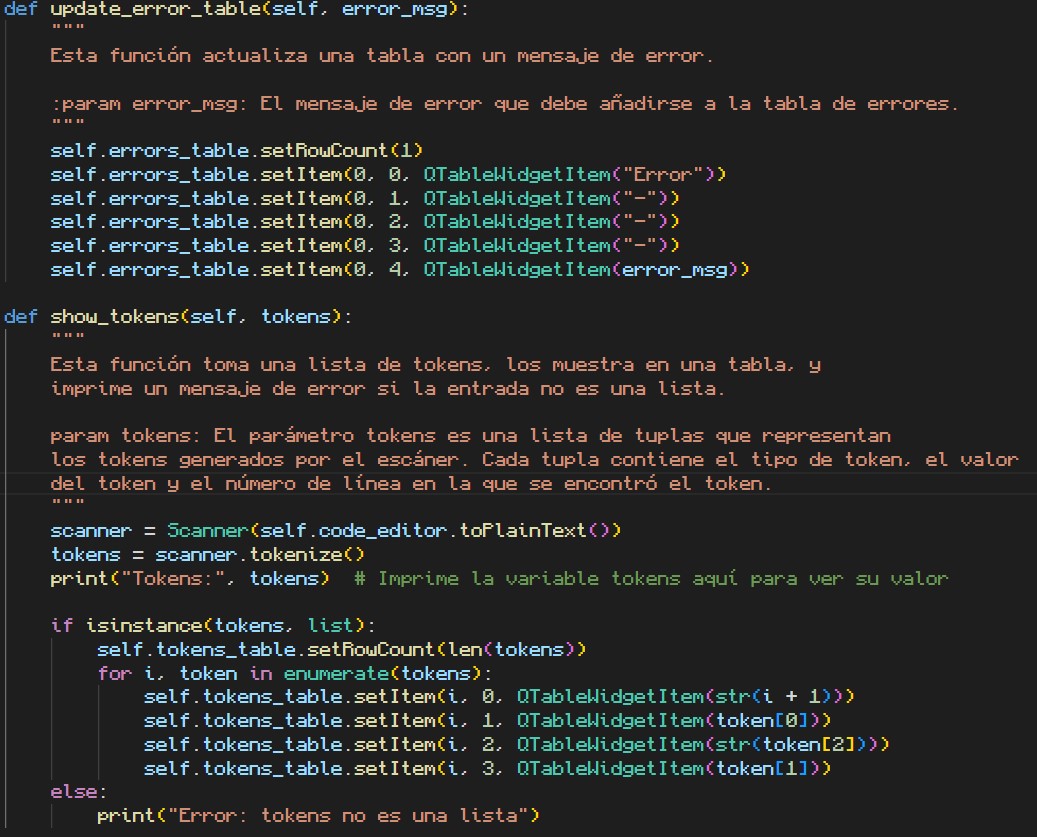 def update_error_table(self, error_msg):
    """
    Esta función actualiza una tabla con un mensaje de error.

    :param error_msg: El mensaje de error que debe añadirse a la tabla de errores.
    """
    self.errors_table.setRowCount(1)
    self.errors_table.setItem(0, 0, QTableWidgetItem("Error"))
    self.errors_table.setItem(0, 1, QTableWidgetItem("-"))
    self.errors_table.setItem(0, 2, QTableWidgetItem("-"))
    self.errors_table.setItem(0, 3, QTableWidgetItem("-"))
    self.errors_table.setItem(0, 4, QTableWidgetItem(error_msg))

def show_tokens(self, tokens):
    """
    Esta función toma una lista de tokens, los muestra en una tabla, y
    imprime un mensaje de error si la entrada no es una lista.

    param tokens: El parámetro tokens es una lista de tuplas que representan
    los tokens generados por el escáner. Cada tupla contiene el tipo de token, el valor
    del token y el número de línea en la que se encontró el token.
    """
    scanner = Scanner(self.code_editor.toPlainText())
    tokens = scanner.tokenize()
    print("Tokens:", tokens)  # Imprime la variable tokens aquí para ver su valor

    if isinstance(tokens, list):
        self.tokens_table.setRowCount(len(tokens))
        for i, token in enumerate(tokens):
            self.tokens_table.setItem(i, 0, QTableWidgetItem(str(i + 1)))
            self.tokens_table.setItem(i, 1, QTableWidgetItem(token[0]))
            self.tokens_table.setItem(i, 2, QTableWidgetItem(str(token[2])))
            self.tokens_table.setItem(i, 3, QTableWidgetItem(token[1]))
    else:
        print("Error: tokens no es una lista")